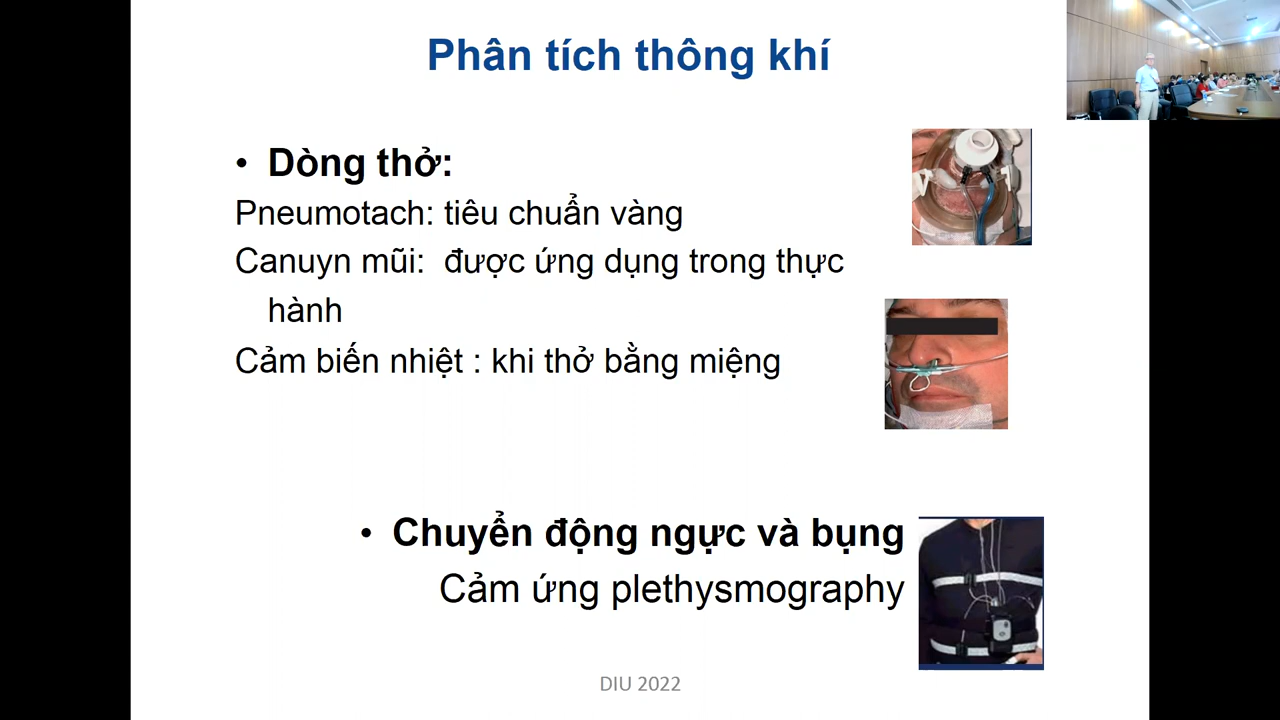 Phân tích thông khí
• Dòng thở:
Pneumotach: tiêu chuẩn vàng
Canuyn mũi:  được ứng dụng trong thực
hành
Cảm biến nhiệt : khi thở bằng miệng
• Chuyển động ngực và bụng
Cảm ứng plethysmography
DIU 2022